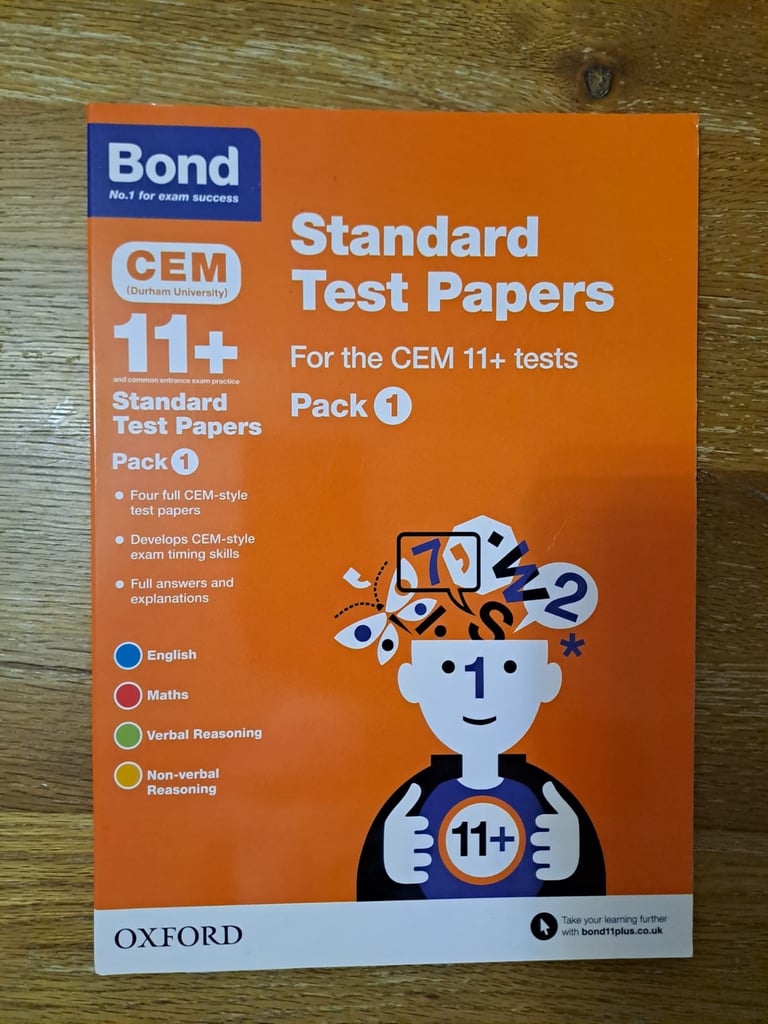 Bond
No.1 for exam success
CEM
(Durham University)
11+
and common entrance exam practice
Standard
Test Papers
Pack 1
Four full CEM-style
test papers
Develops CEM-style
exam timing skills
Full answers and
explanations
English
Maths
Verbal Reasoning
Non-verbal
Reasoning
Standard
Test Papers
For the CEM 11+ tests
Pack 1
7,
w
2
S
*
1
11+
OXFORD
Take your learning further
with bond11plus.co.uk